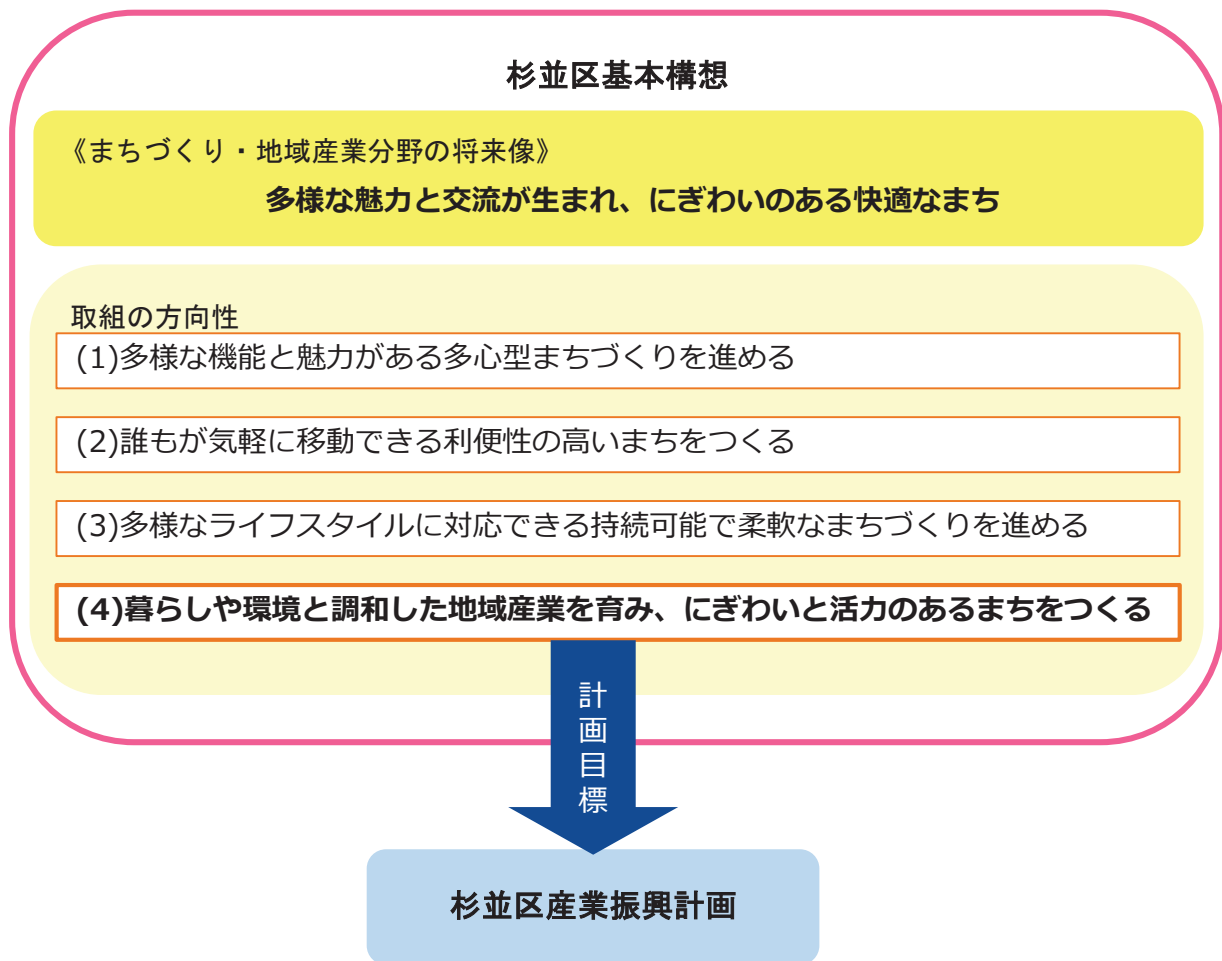 杉並区基本構想
《まちづくり・地域産業分野の将来像》
多様な魅力と交流が生まれ、にぎわいのある快適なまち
取組の方向性
(1)多様な機能と魅力がある多心型まちづくりを進める
(2)誰もが気軽に移動できる利便性の高いまちをつくる
(3)多様なライフスタイルに対応できる持続可能で柔軟なまちづくりを進める
(4)暮らしや環境と調和した地域産業を育み、にぎわいと活力のあるまちをつくる
計画目標
杉並区産業振興計画